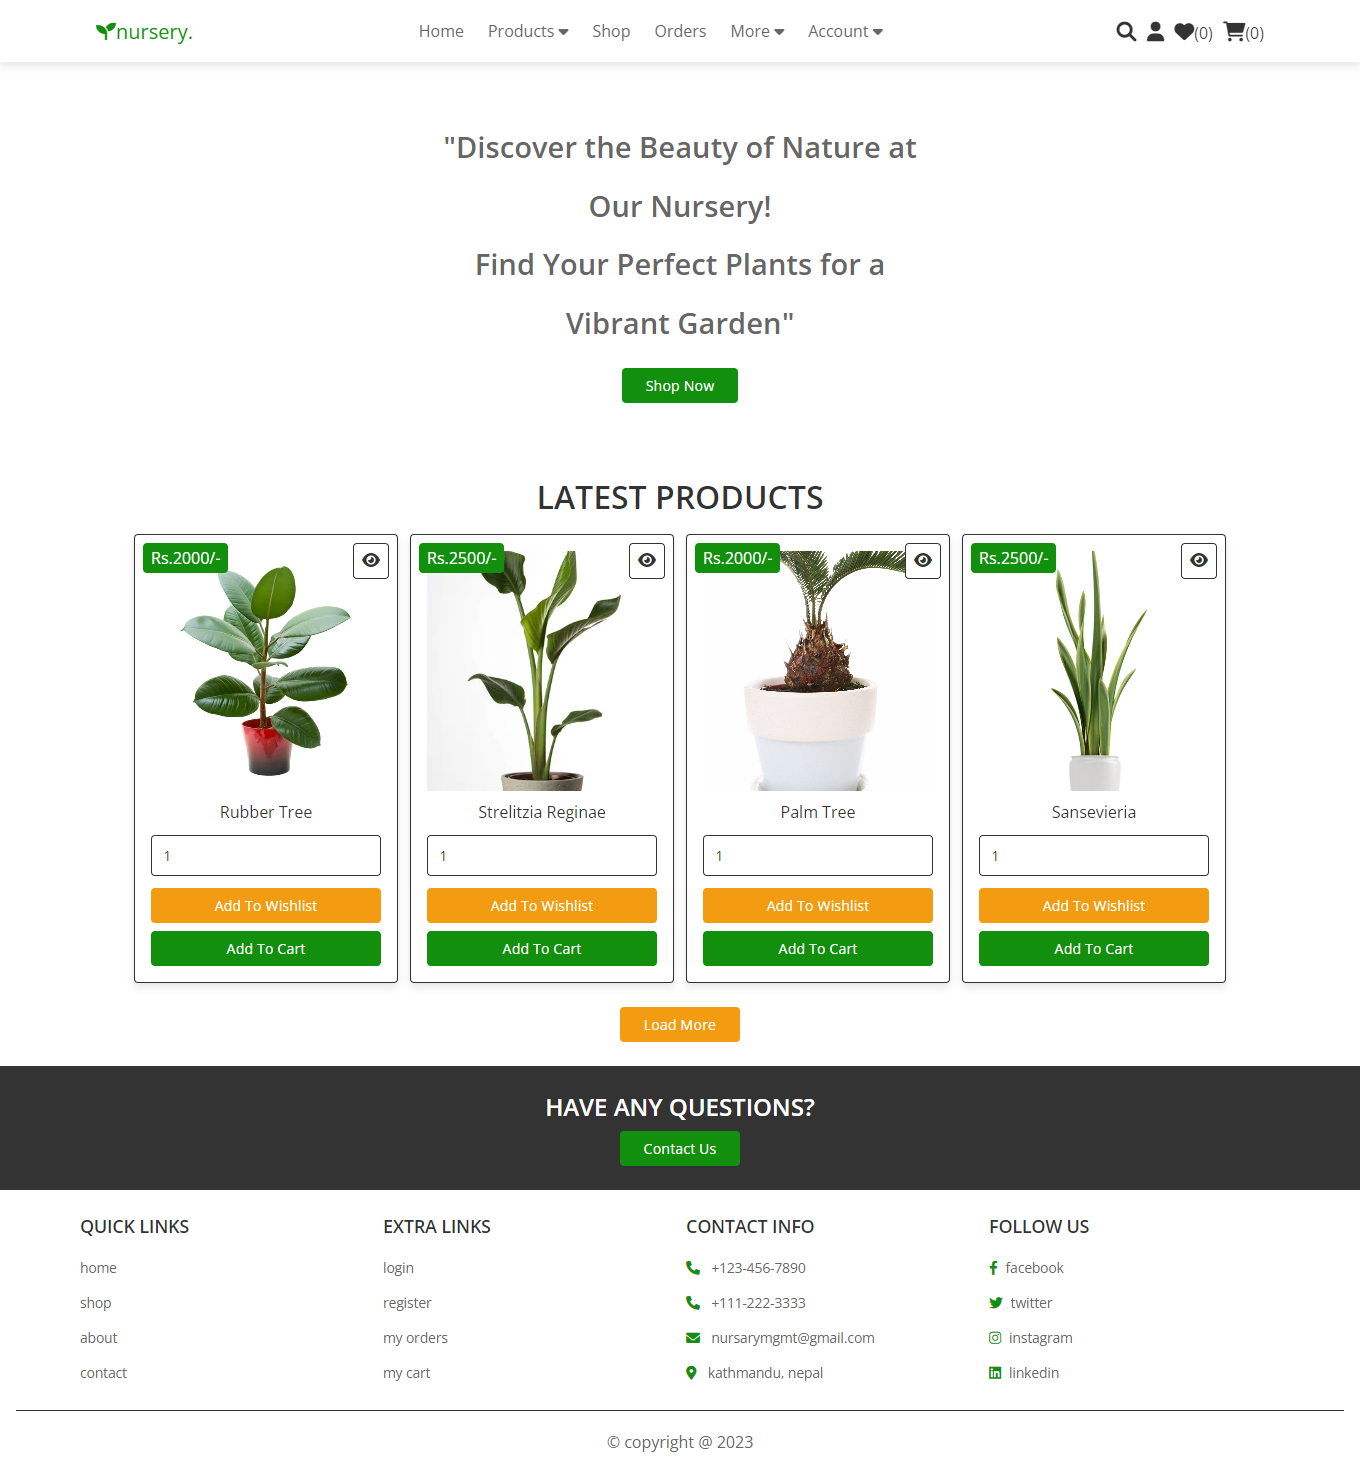 nursery.
Home Products Shop Orders More Account
(0) (0)
"Discover the Beauty of Nature at
Our Nursery!
Find Your Perfect Plants for a
Vibrant Garden"
Shop Now
LATEST PRODUCTS
Rs.2000/-
Rubber Tree
1
Add To Wishlist
Add To Cart
Rs.2500/-
Strelitzia Reginae
1
Add To Wishlist
Add To Cart
Rs.2000/-
Palm Tree
1
Add To Wishlist
Add To Cart
Rs.2500/-
Sansevieria
1
Add To Wishlist
Add To Cart
Load More
HAVE ANY QUESTIONS?
Contact Us
QUICK LINKS
home
shop
about
contact
EXTRA LINKS
login
register
my orders
my cart
CONTACT INFO
+123-456-7890
+111-222-3333
nursarymgmt@gmail.com
kathmandu, nepal
FOLLOW US
facebook
twitter
instagram
linkedin
© copyright @ 2023